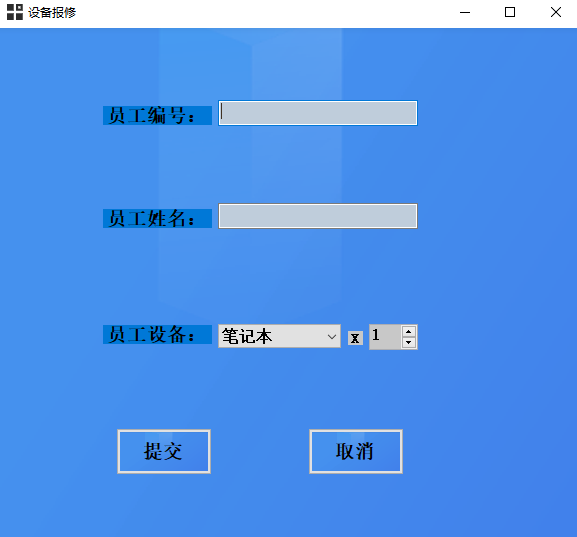 设备报修
员工编号：
员工姓名：
员工设备： 笔记本 x 1
提交 取消